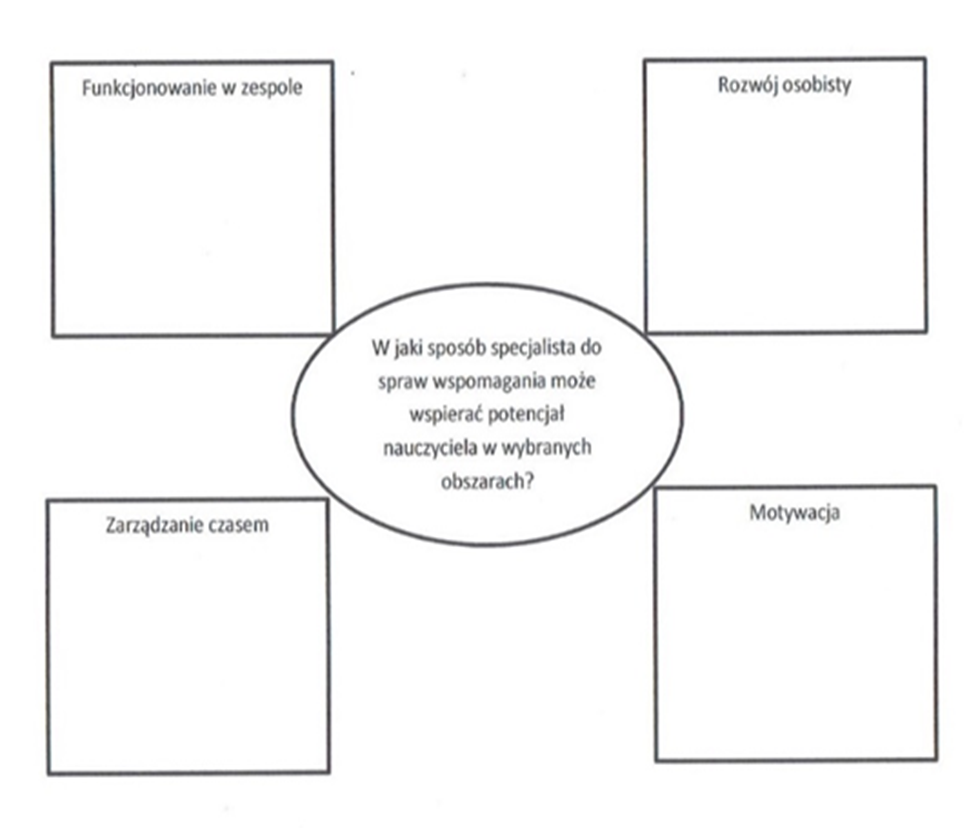 Funkcjonowanie w zespole
Rozwój osobisty
W jaki sposób specjalista do
spraw wspomagania może
wspierać potencjał
nauczyciela w wybranych
obszarach?
Zarządzanie czasem
Motywacja